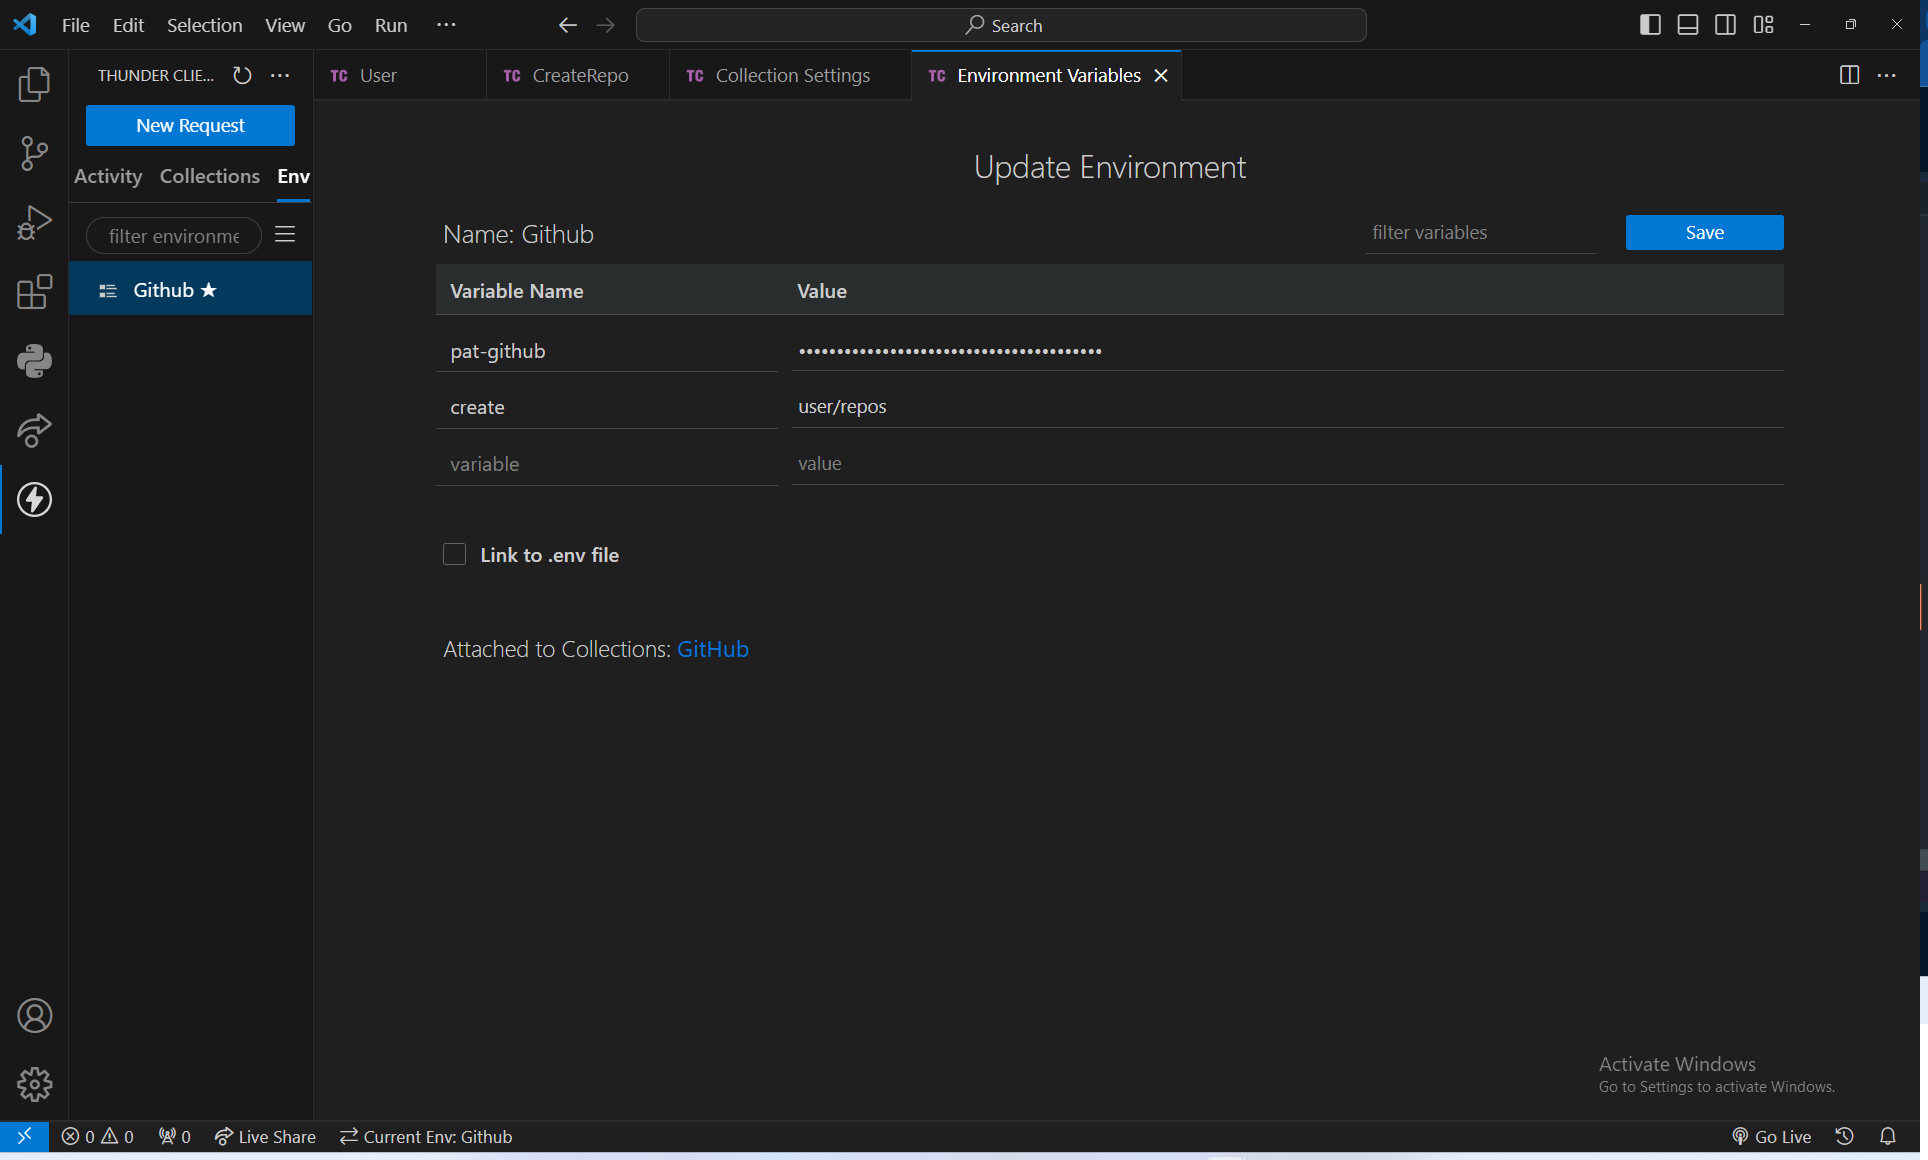 File Edit Selection View Go Run ···
Search
THUNDER CLIE... ···
TC User
TC CreateRepo
TC Collection Settings
TC Environment Variables
···
New Request
Activity Collections Env
filter environme
Github ★
Update Environment
Name: Github
filter variables
Save
Variable Name Value
pat-github ••••••••••••••••••••••••••••••••••••••••
create user/repos
variable value
Link to .env file
Attached to Collections: GitHub
Activate Windows
Go to Settings to activate Windows.
0 0 0 Live Share Current Env: Github Go Live